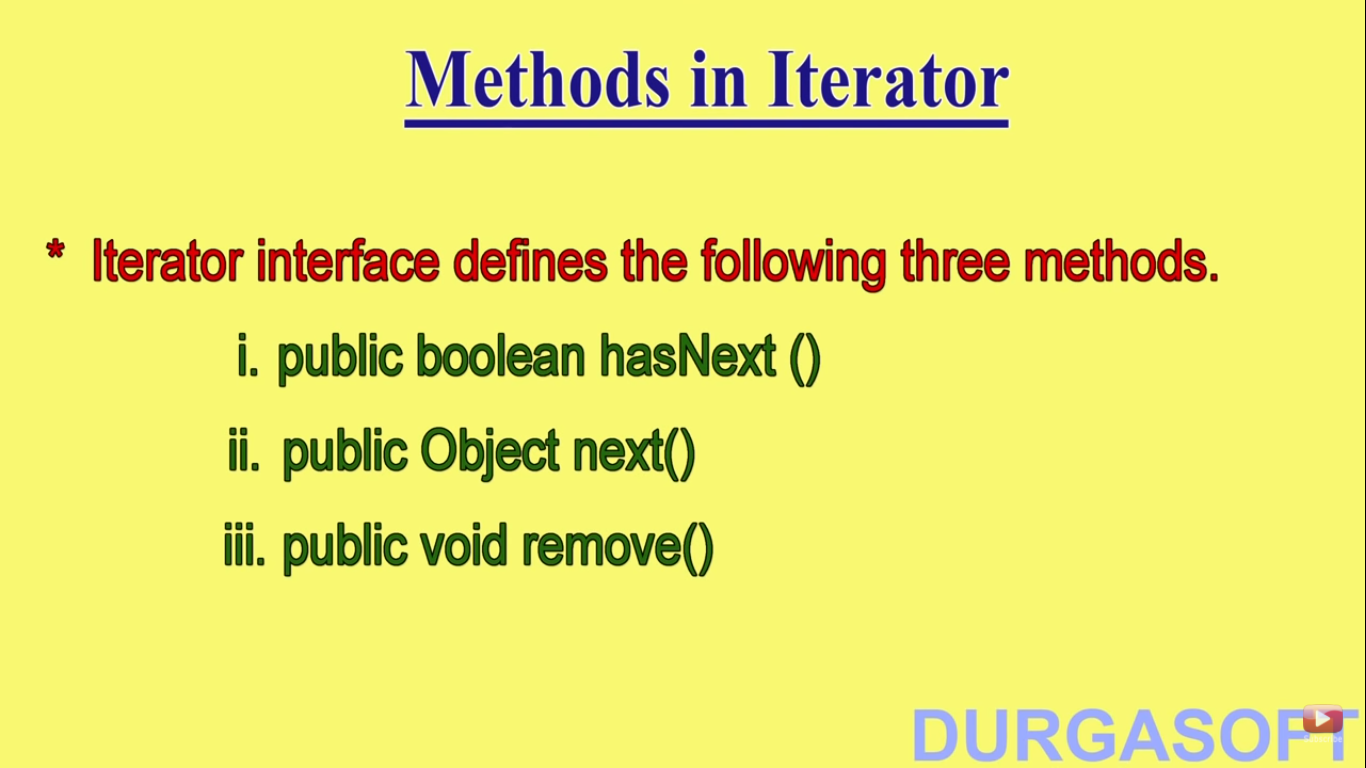 Methods in Iterator
* Iterator interface defines the following three methods.
i. public boolean hasNext ()
ii. public Object next()
iii. public void remove()
DURGASOFT
Subscribe